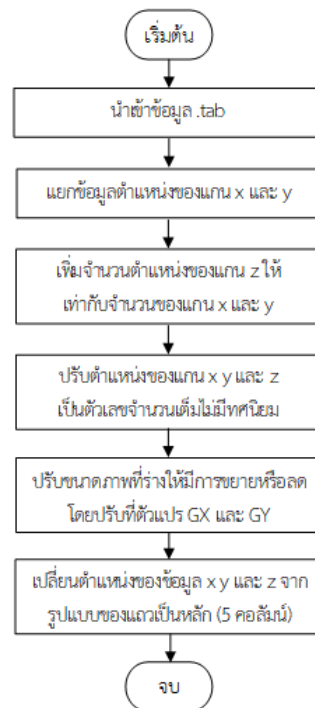 เริ่มต้น
นำเข้าข้อมูล .tab
แยกข้อมูลตำแหน่งของแกน x และ y
เพิ่มจำนวนตำแหน่งของแกน z ให้
เท่ากับจำนวนของแกน x และ y
ปรับตำแหน่งของแกน x y และ z
เป็นตัวเลขจำนวนเต็มไม่มีทศนิยม
ปรับขนาดภาพที่ร่างให้มีการขยายหรือลด
โดยปรับที่ตัวแปร GX และ GY
เปลี่ยนตำแหน่งของข้อมูล x y และ z จาก
รูปแบบของแถวเป็นหลัก (5 คอลัมน์)
จบ